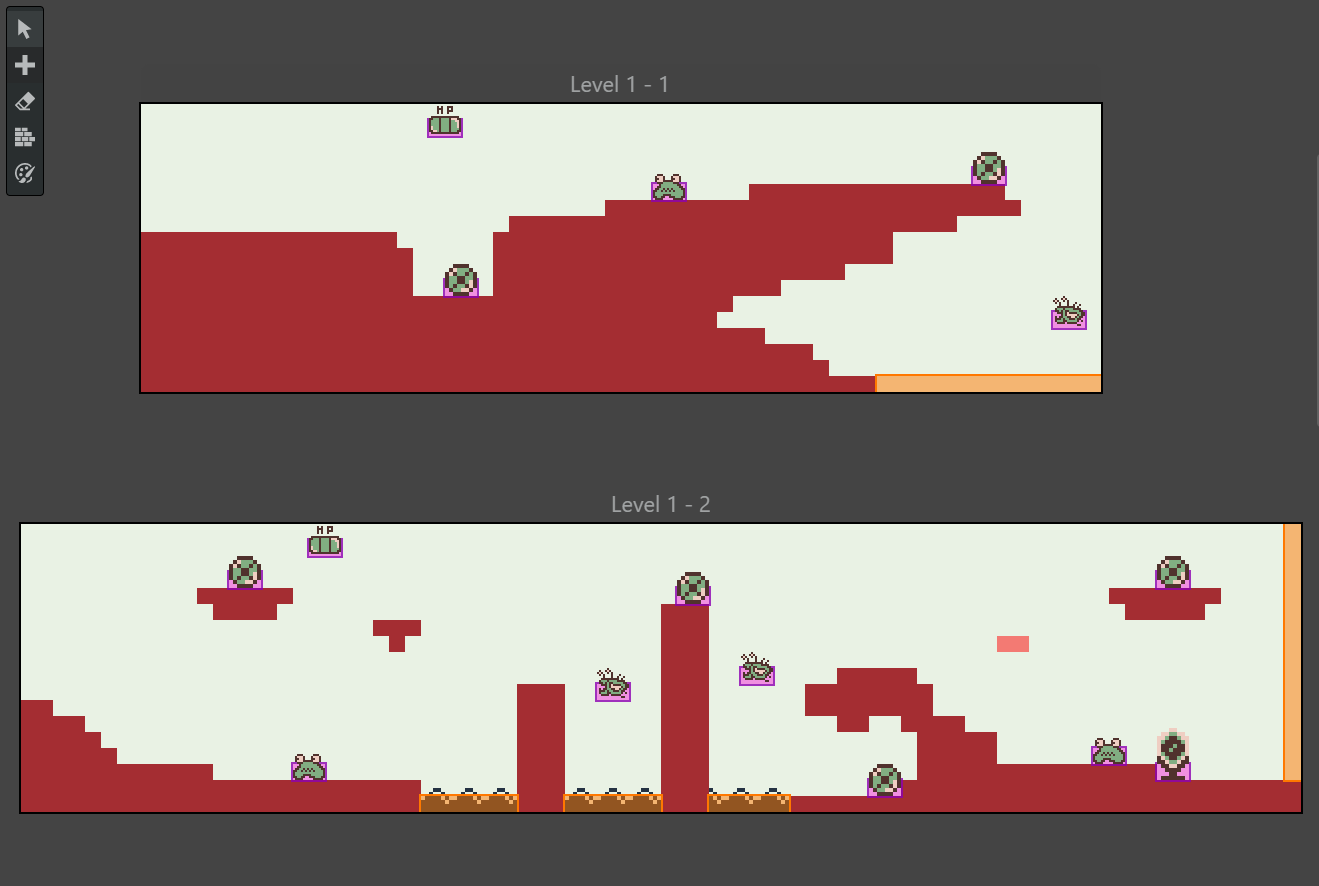 Level 1 - 1
HP
Level 1 - 2
HP